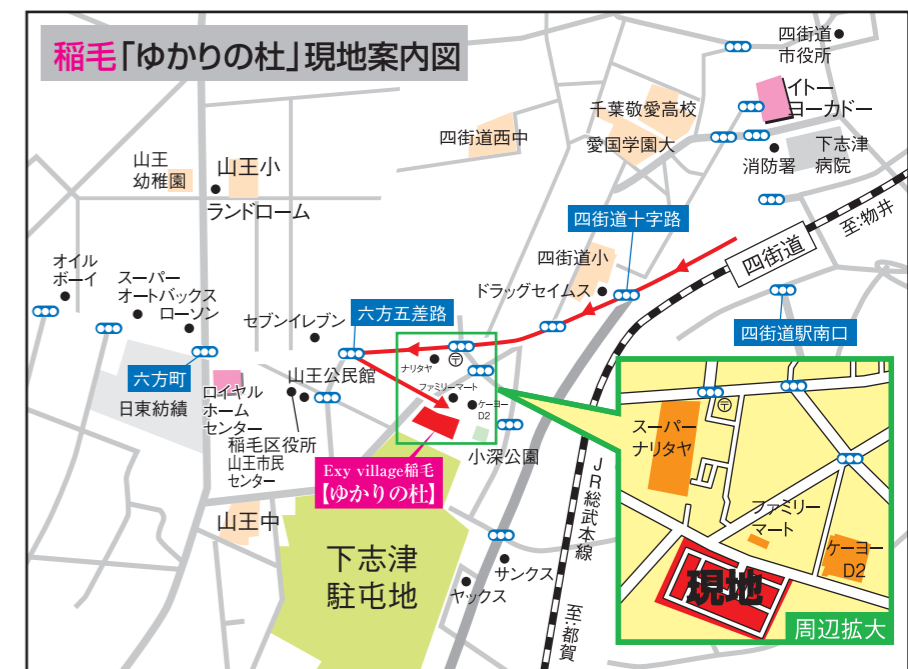 稲毛「ゆかりの杜」現地案内図
四街道
市役所
イトー
ヨーカドー
千葉敬愛高校
愛国学園大
四街道西中
消防署
下志津
病院
山王
幼稚園
山王小
ランドローム
四街道十字路
至:物井
四街道
四街道小
ドラッグセイムス
オイル
ボーイ
スーパー
オートバックス
ローソン
セブンイレブン
六方五差路
四街道駅南口
〒
ナリタヤ
六方町
日東紡績
ロイヤル
ホーム
センター
山王公民館
ファミリーマート
ケーヨー
D2
稲毛区役所
山王市民
センター
小深公園
Exy village稲毛
【ゆかりの杜】
山王中
下志津
駐屯地
サンクス
ヤックス
JR総武本線
至:都賀
〒
スーパー
ナリタヤ
ファミリー
マート
ケーヨー
D2
現地
周辺拡大